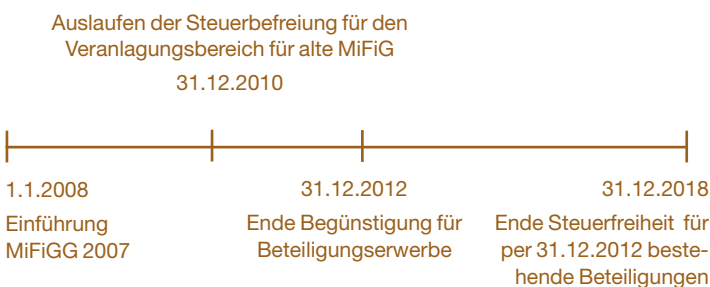 Auslaufen der Steuerbefreiung für den
Veranlagungsbereich für alte MiFiG
31.12.2010
1.1.2008
Einführung
MiFiGG 2007
31.12.2012
Ende Begünstigung für
Beteiligungserwerbe
31.12.2018
Ende Steuerfreiheit für
per 31.12.2012 beste-
hende Beteiligungen